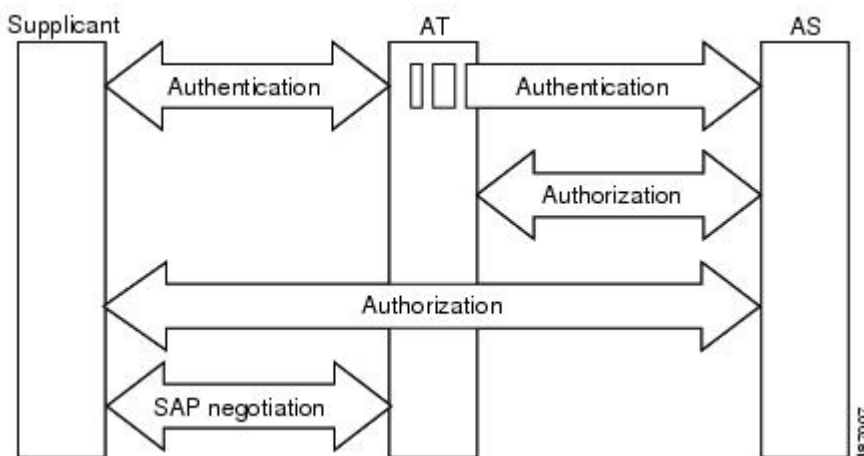 Supplicant
AT
AS
Authentication
Authentication
Authorization
Authorization
SAP negotiation